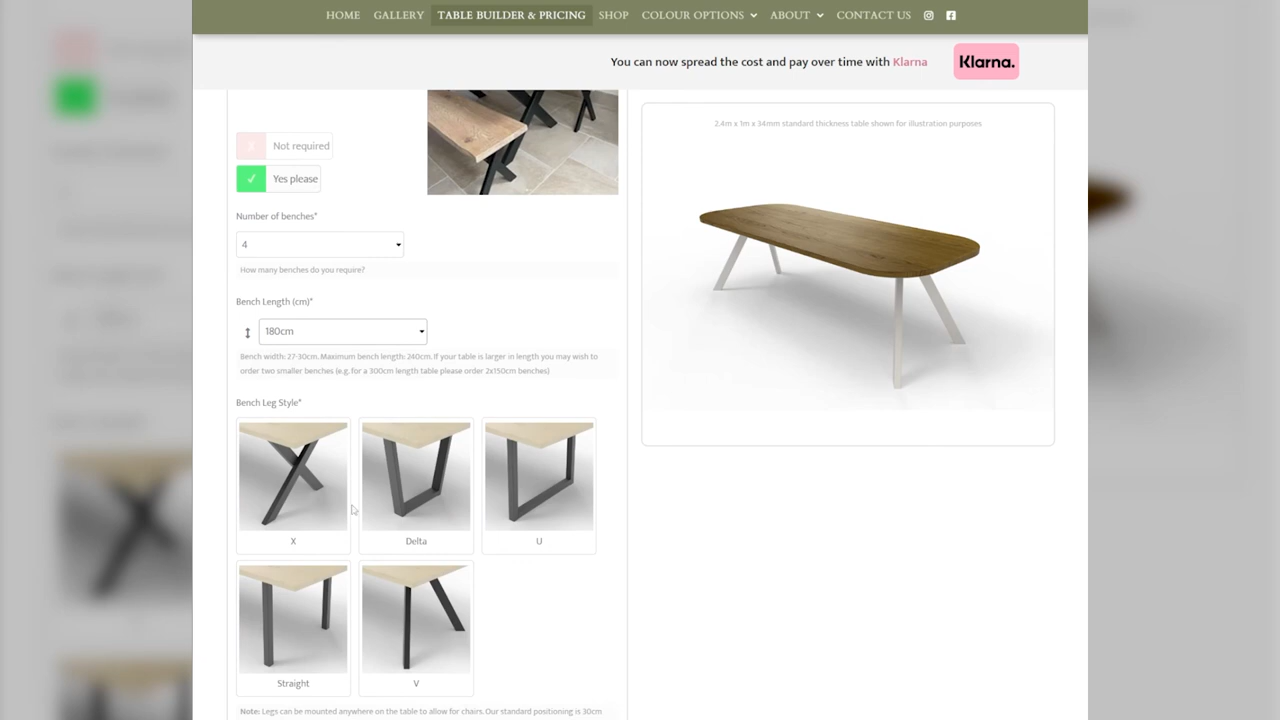 HOME GALLERY TABLE BUILDER & PRICING SHOP COLOUR OPTIONS ABOUT CONTACT US
You can now spread the cost and pay over time with Klarna
Klarna.
X Not required
✓ Yes please
Number of benches*
4
How many benches do you require?
Bench Length (cm)*
180cm
Bench width: 27-30cm. Maximum bench length: 240cm. If your table is larger in length you may wish to
order two smaller benches (e.g. for a 300cm length table please order 2x150cm benches)
Bench Leg Style*
X Delta U
Straight V
Note: Legs can be mounted anywhere on the table to allow for chairs. Our standard positioning is 30cm
2.4m x 1m x 34mm standard thickness table shown for illustration purposes